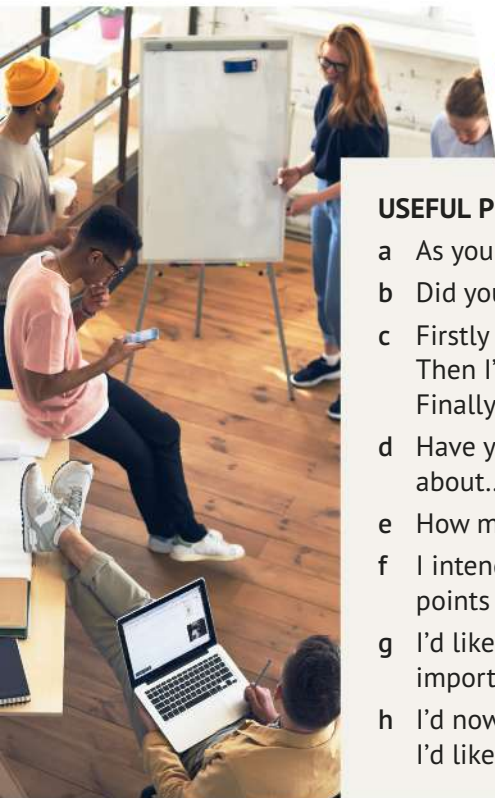 USEFUL P
a As you
b Did you
c Firstly
Then I'
Finally
d Have y
about..
e How m
f I intend
points
g I'd like
import
h I'd now
I'd like